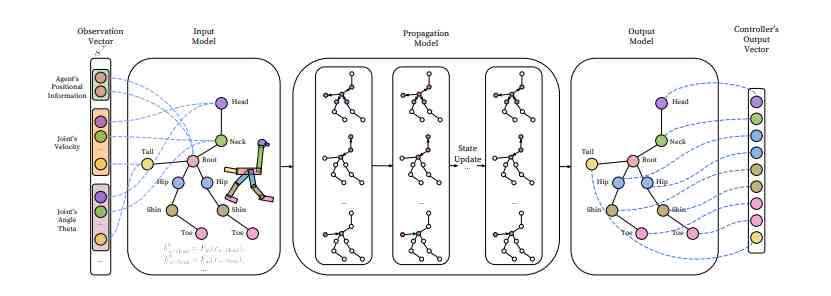 Observation
Vector
Input
Model
Propagation
Model
Output
Model
Controller's
Output
Vector
Agent's
Positional
Information
Joint's
Velocity
...
Joint's
Angle
Theta
...
...
Head
Neck
Tail
Root
Hip
Hip
Shin
Shin
Toe
Toe
...
...
...
State
Update
...
...
Head
Neck
Tail
Root
Hip
Hip
Shin
Shin
Toe
Toe